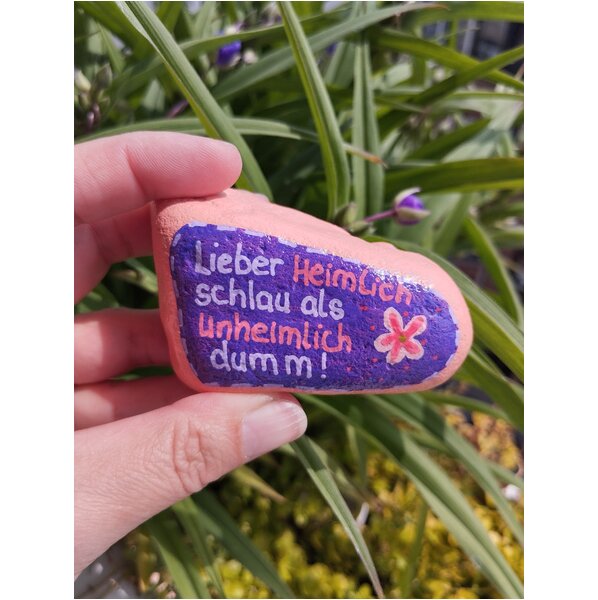 Lieber Heimlich
schlau als
unheimlich
dumm!